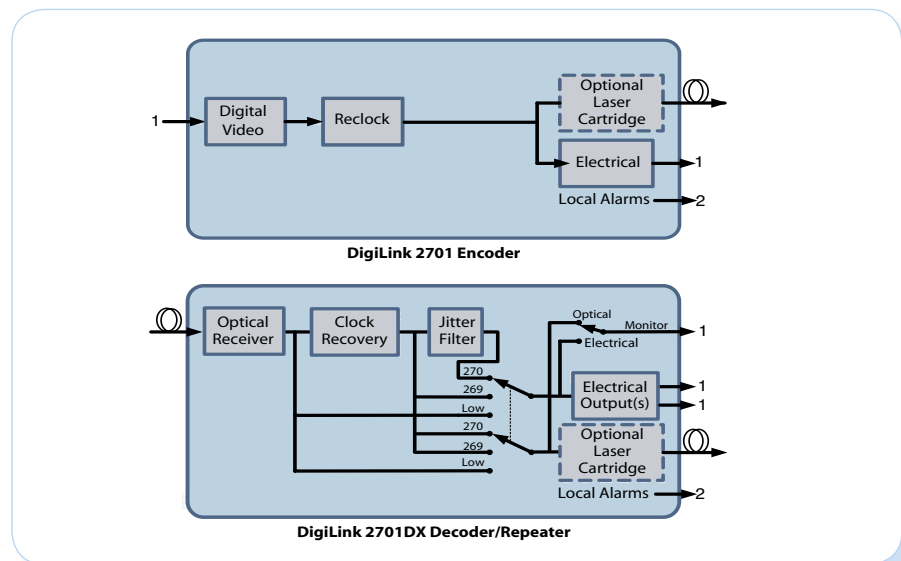 1
Digital
Video
Reclock
Optional
Laser
Cartridge
Electrical
1
Local Alarms
2
DigiLink 2701 Encoder
Optical
Receiver
Clock
Recovery
Jitter
Filter
Optical
Monitor
1
Electrical
270
269
Low
270
269
Low
Electrical
Output(s)
1
1
Optional
Laser
Cartridge
Local Alarms
2
DigiLink 2701DX Decoder/Repeater